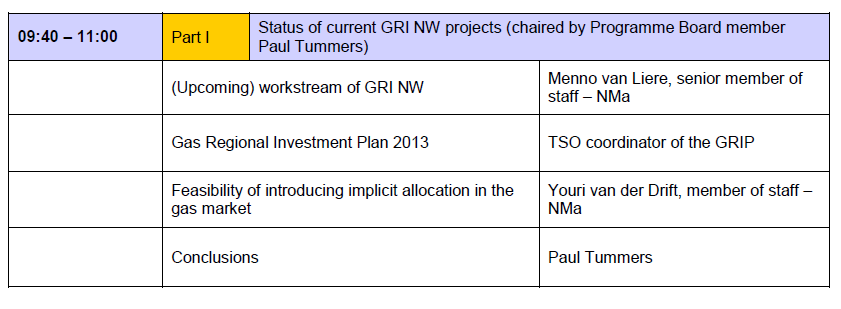 09:40 – 11:00
Part I
Status of current GRI NW projects (chaired by Programme Board member
Paul Tummers)
(Upcoming) workstream of GRI NW
Menno van Liere, senior member of
staff – NMa
Gas Regional Investment Plan 2013
TSO coordinator of the GRIP
Feasibility of introducing implicit allocation in the
gas market
Youri van der Drift, member of staff –
NMa
Conclusions
Paul Tummers